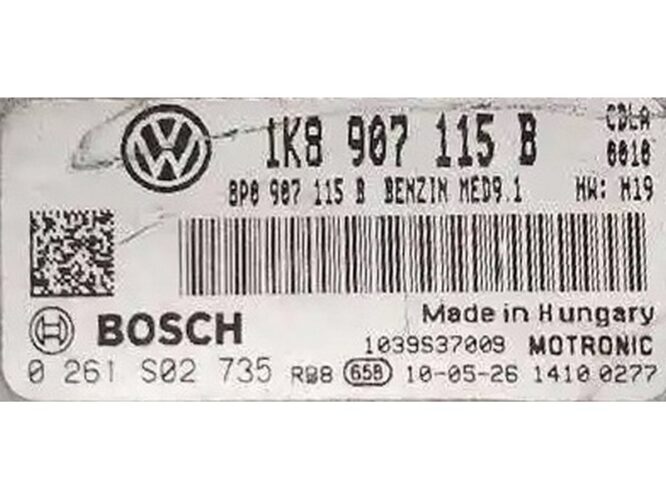 1K8 907 115 B CDLA
8P0 907 115 B BENZIN MED9.1 HW: H19
0010
BOSCH Made in Hungary
1039S37009 MOTRONIC
0 261 S02 735 RB8 658 10-05-26 1410 0277